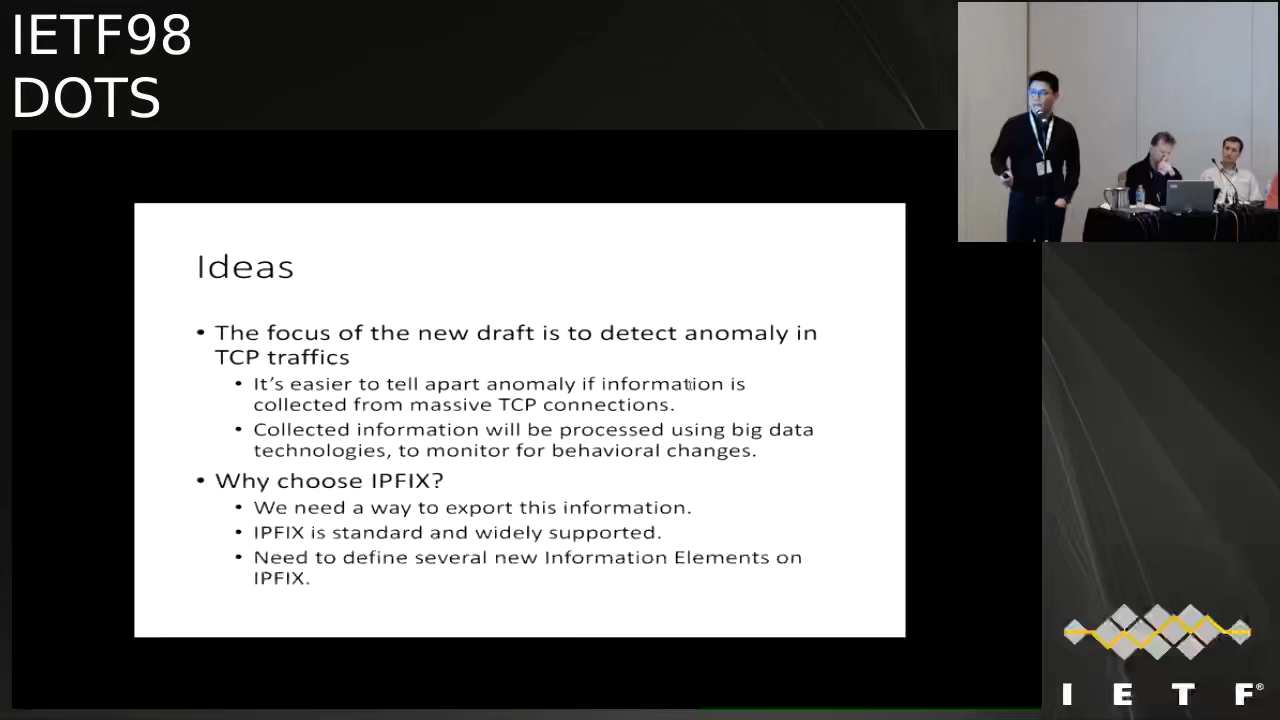 IETF98
DOTS
Ideas
• The focus of the new draft is to detect anomaly in
TCP traffics
• It's easier to tell apart anomaly if information is
collected from massive TCP connections.
• Collected information will be processed using big data
technologies, to monitor for behavioral changes.
• Why choose IPFIX?
• We need a way to export this information.
• IPFIX is standard and widely supported.
• Need to define several new Information Elements on
IPFIX.
I E T F®